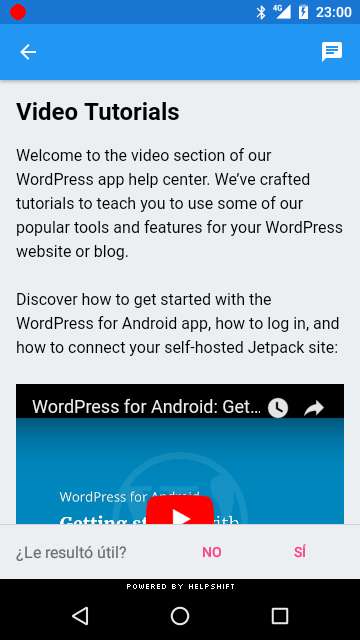 4G 23:00
Video Tutorials
Welcome to the video section of our
WordPress app help center. We’ve crafted
tutorials to teach you to use some of our
popular tools and features for your WordPress
website or blog.
Discover how to get started with the
WordPress for Android app, how to log in, and
how to connect your self-hosted Jetpack site:
WordPress for Android: Get...
WordPress for Android
Getting started with
¿Le resultó útil? NO SÍ
POWERED BY HELPSHIFT